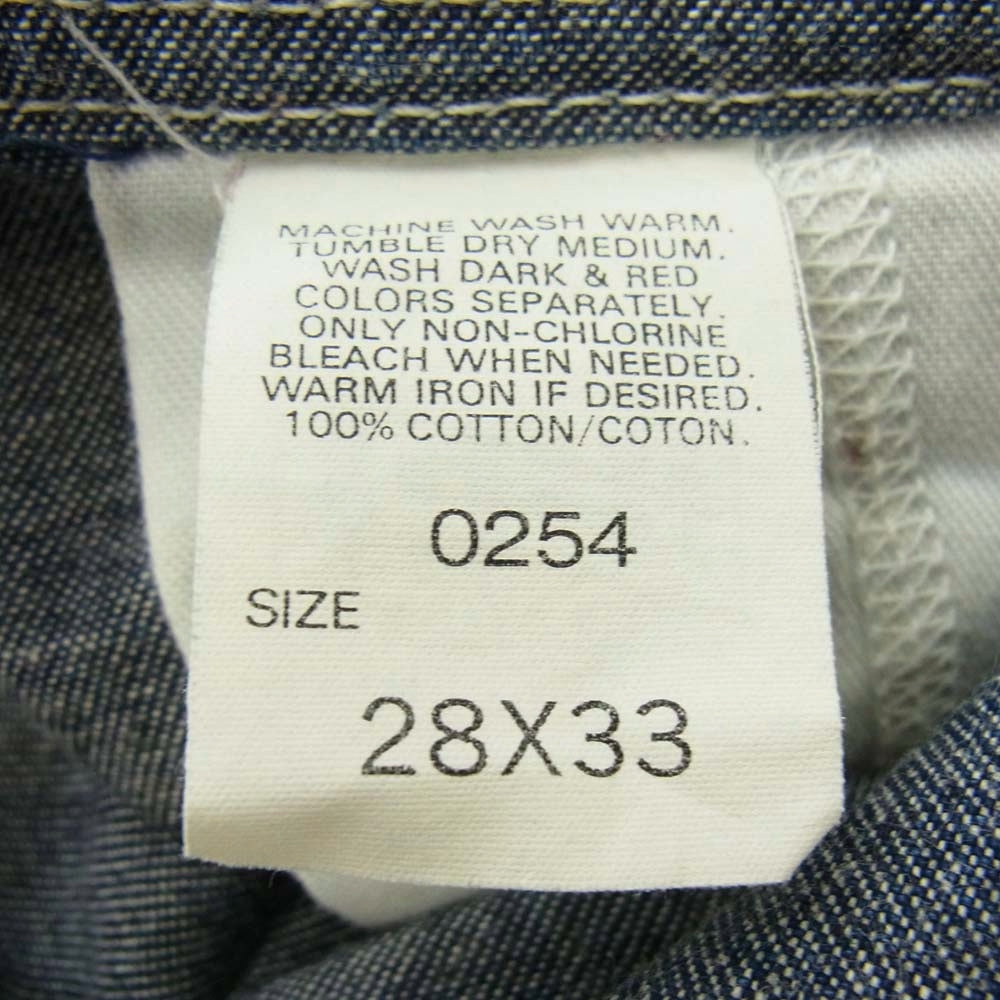 MACHINE WASH WARM.
TUMBLE DRY MEDIUM.
WASH DARK & RED
COLORS SEPARATELY.
ONLY NON-CHLORINE
BLEACH WHEN NEEDED.
WARM IRON IF DESIRED.
100% COTTON/COTON.
0254
SIZE
28X33